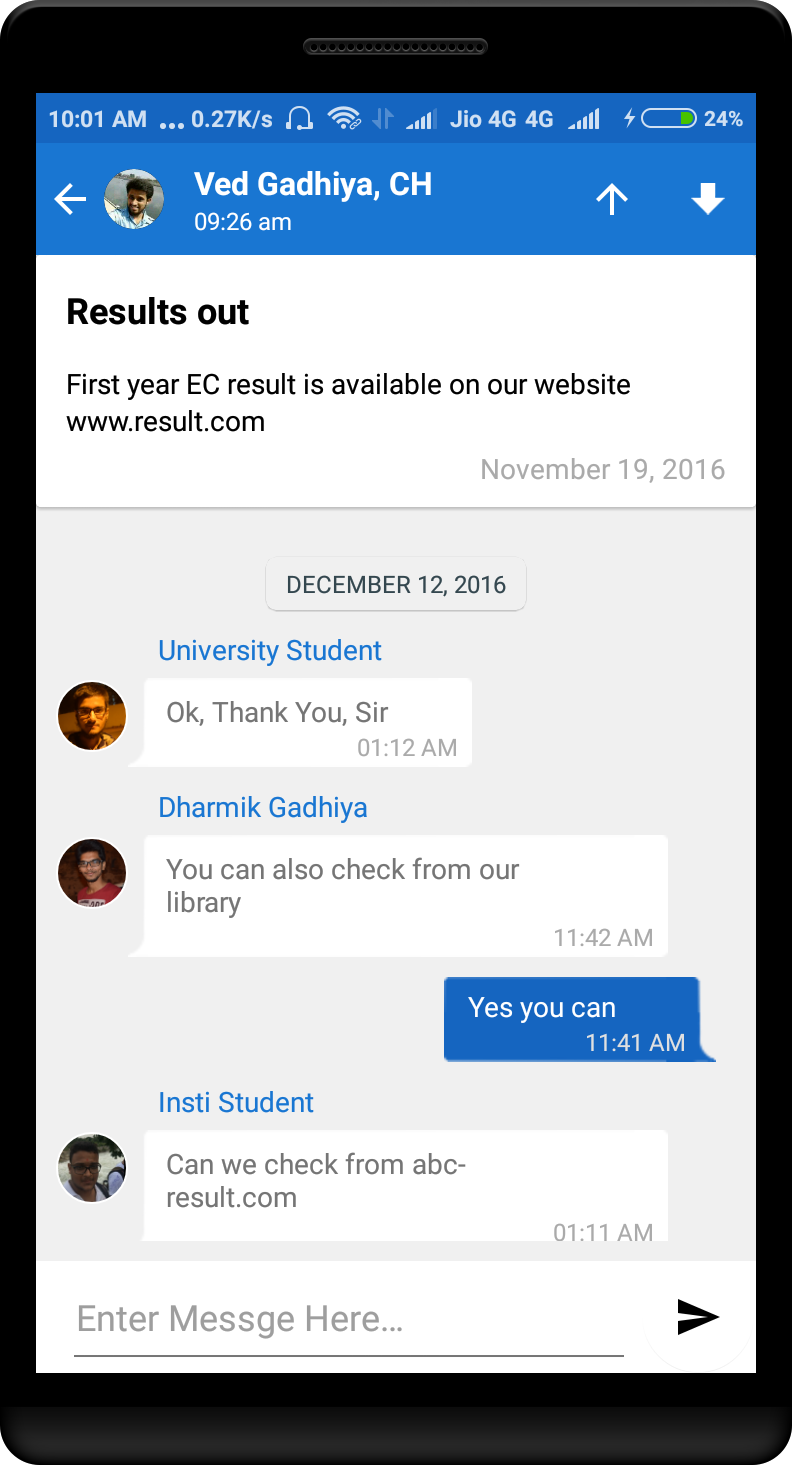 10:01 AM ... 0.27K/s Jio 4G 4G 24%
Ved Gadhiya, CH
09:26 am
Results out
First year EC result is available on our website
www.result.com
November 19, 2016
DECEMBER 12, 2016
University Student
Ok, Thank You, Sir
01:12 AM
Dharmik Gadhiya
You can also check from our
library
11:42 AM
Yes you can
11:41 AM
Insti Student
Can we check from abc-
result.com
01:11 AM
Enter Messge Here...